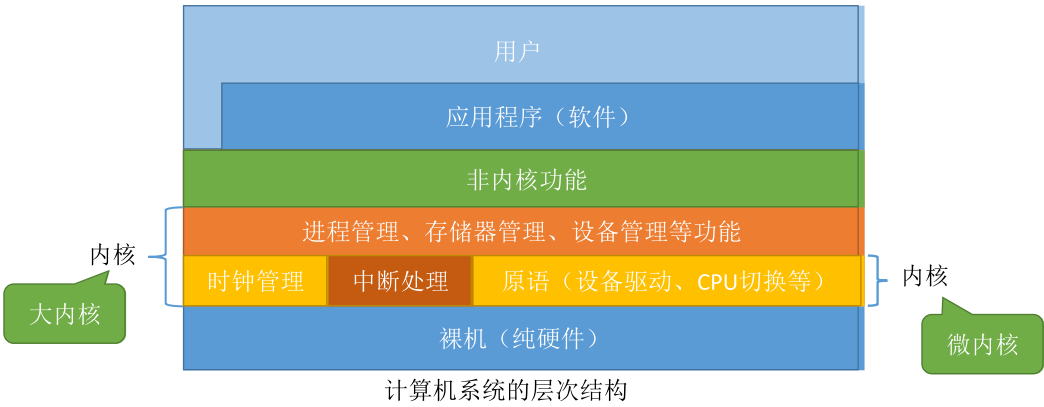 用户
应用程序（软件）
非内核功能
进程管理、存储器管理、设备管理等功能
内核
时钟管理
中断处理
原语（设备驱动、CPU切换等）
内核
大内核
裸机（纯硬件）
微内核
计算机系统的层次结构